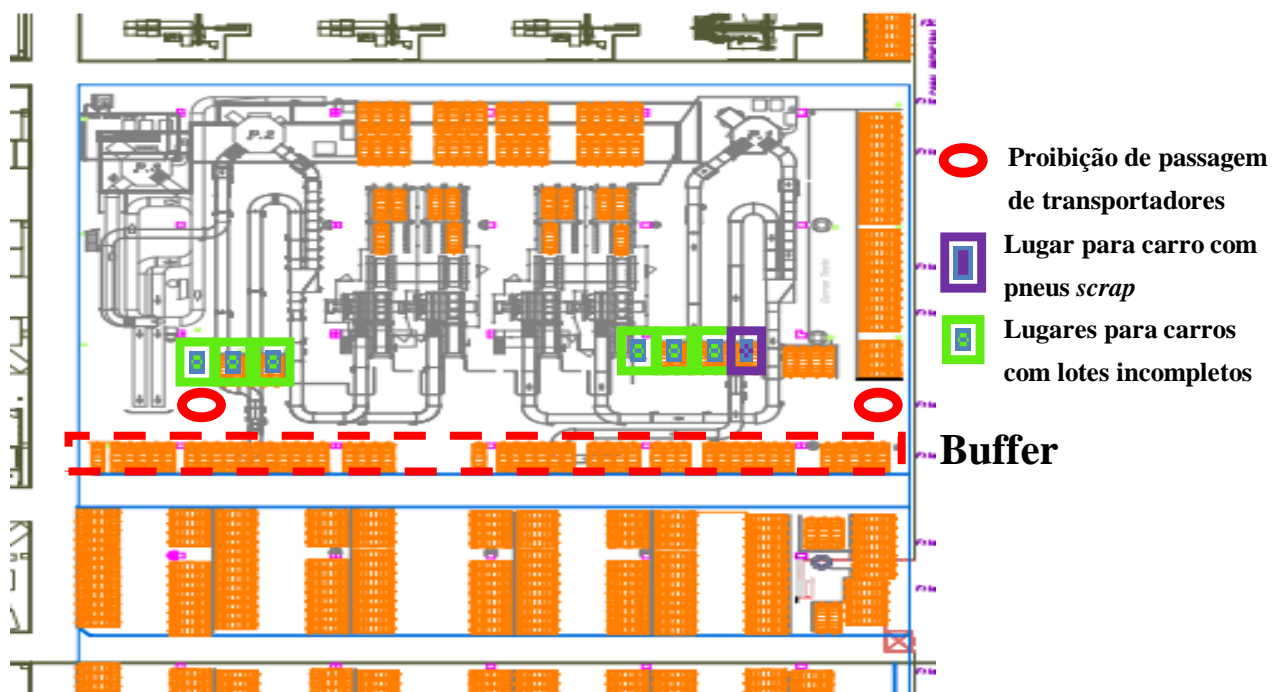 P.2
P.1
Proibição de passagem
de transportadores
Lugar para carro com
pneus scrap
Lugares para carros
com lotes incompletos
Buffer